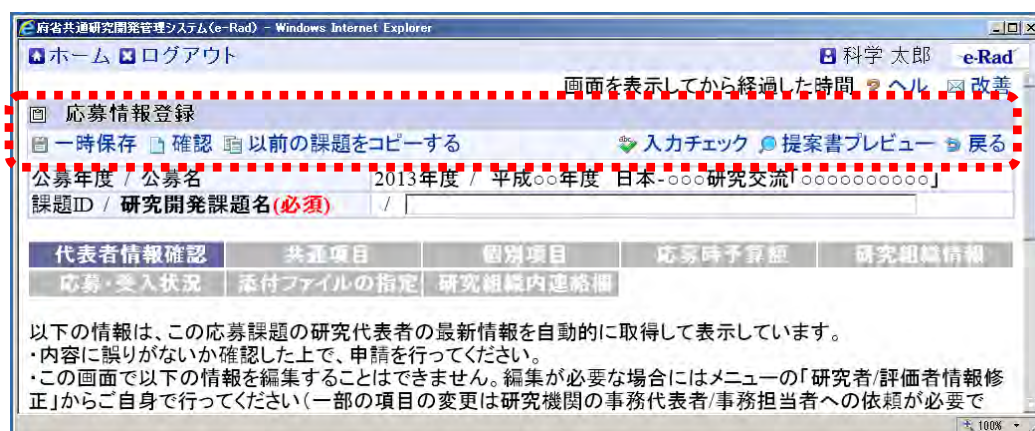 府省共通研究開発管理システム(e-Rad) - Windows Internet Explorer
ホーム ログアウト 科学 太郎 e-Rad
画面を表示してから経過した時間 ヘル 改善
応募情報登録
一時保存 確認 以前の課題をコピーする 入力チェック 提案書プレビュー 戻る
公募年度 / 公募名 2013年度 / 平成○○年度 日本-○○○研究交流「○○○○○○○○○○」
課題ID / 研究開発課題名(必須) /
代表者情報確認 共通項目 個別項目 応募時予算額 研究組織情報
応募・受入状況 添付ファイルの指定 研究組織内連絡欄
以下の情報は、この応募課題の研究代表者の最新情報を自動的に取得して表示しています。
・内容に誤りがないか確認した上で、申請を行ってください。
・この画面で以下の情報を編集することはできません。編集が必要な場合にはメニューの「研究者/評価者情報修
正」からご自身で行ってください(一部の項目の変更は研究機関の事務代表者/事務担当者への依頼が必要で
100%